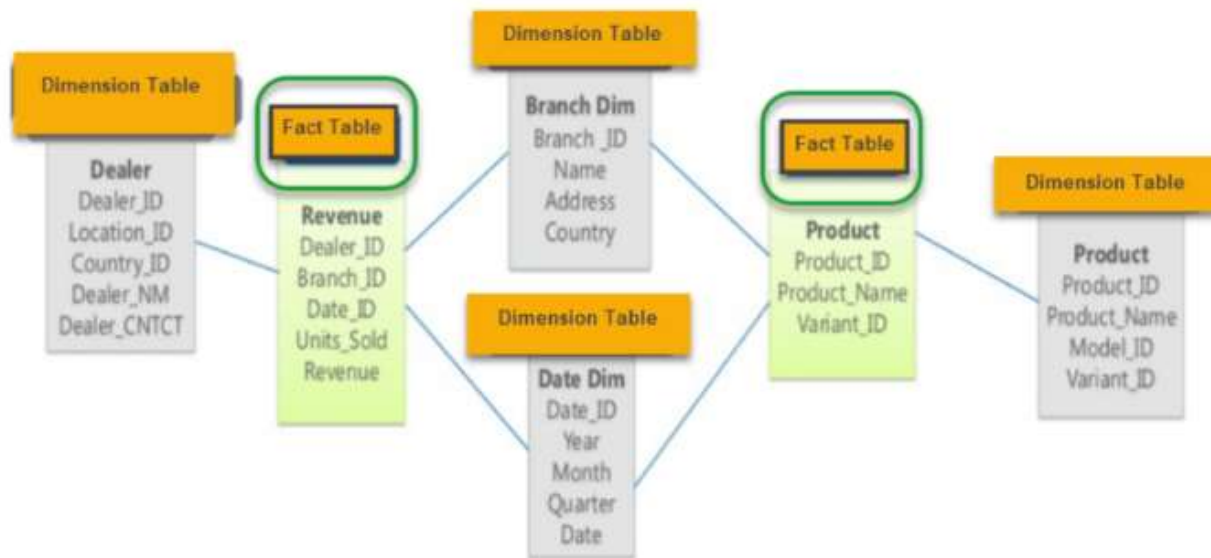 Dimension Table
Dealer
Dealer_ID
Location_ID
Country_ID
Dealer_NM
Dealer_CNTCT
Fact Table
Revenue
Dealer_ID
Branch_ID
Date_ID
Units_Sold
Revenue
Dimension Table
Branch Dim
Branch _ID
Name
Address
Country
Dimension Table
Date Dim
Date_ID
Year
Month
Quarter
Date
Fact Table
Product
Product_ID
Product_Name
Variant_ID
Dimension Table
Product
Product_ID
Product_Name
Model_ID
Variant_ID